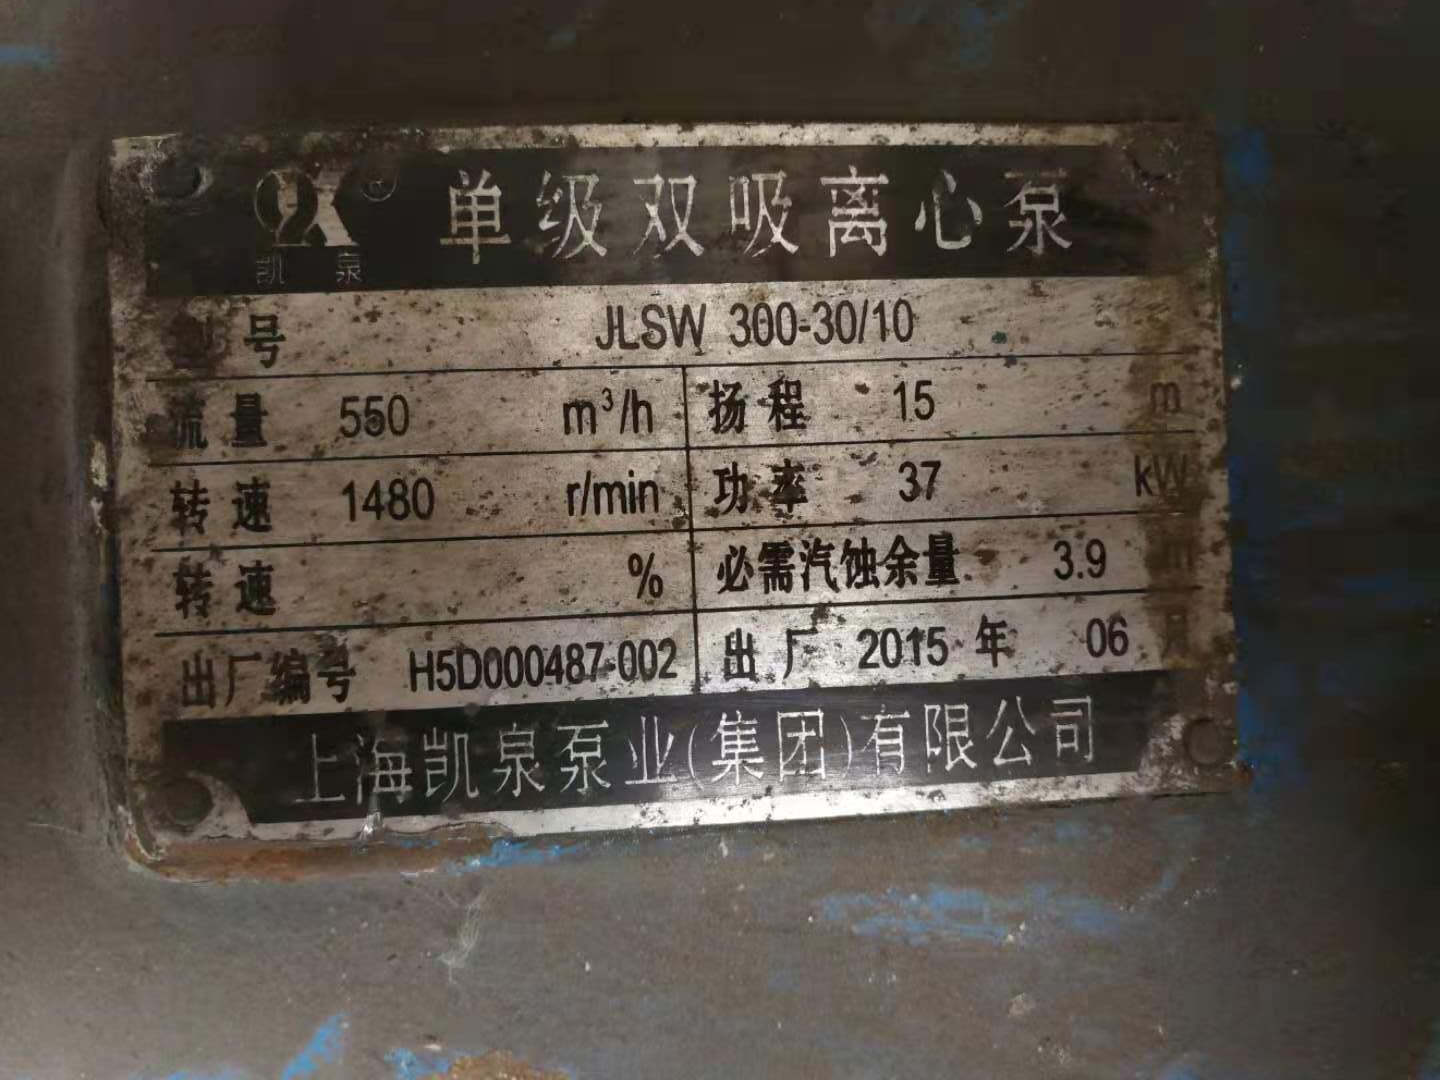 凯泉 ® 单级双吸离心泵
型号 JLSW 300-30/10
流量 550 m³/h 扬程 15 m
转速 1480 r/min 功率 37 kW
转速 % 必需汽蚀余量 3.9 m
出厂编号 H5D000487-002 出厂 2015 年 06 月
上海凯泉泵业(集团)有限公司